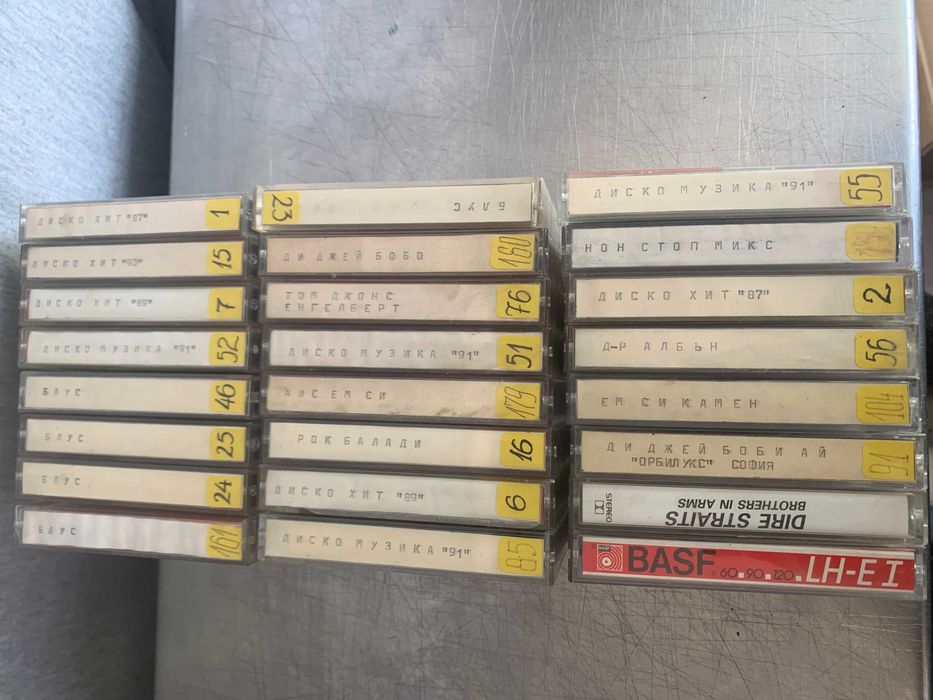 ДИСКО ХИТ "87" 1
ДИСКО ХИТ "90" 15
ДИСКО ХИТ "89" 7
ДИСКО МУЗИКА "91" 52
БЛУС 46
БЛУС 25
БЛУС 24
БЛУС 161
БЛУС 23
ДИ ДЖЕЙ БОБО 180
ТОМ ДЖОНС 76
ЕНГЕЛБЕРТ
ДИСКО МУЗИКА "91" 51
АЙС ЕМ СИ 179
РОК БАЛАДИ 16
ДИСКО ХИТ "89" 6
ДИСКО МУЗИКА "91" 85
ДИСКО МУЗИКА "91" 55
НОН СТОП МИКС
ДИСКО ХИТ "87" 2
Д-Р АЛБЪН 56
ЕМ СИ КАМЕН 104
ДИ ДЖЕЙ БОБИ АЙ 91
"ОРБИЛУКС" СОФИЯ
DIRE STRAITS
BROTHERS IN ARMS
STEREO
BASF 60.90.120. LH-E I